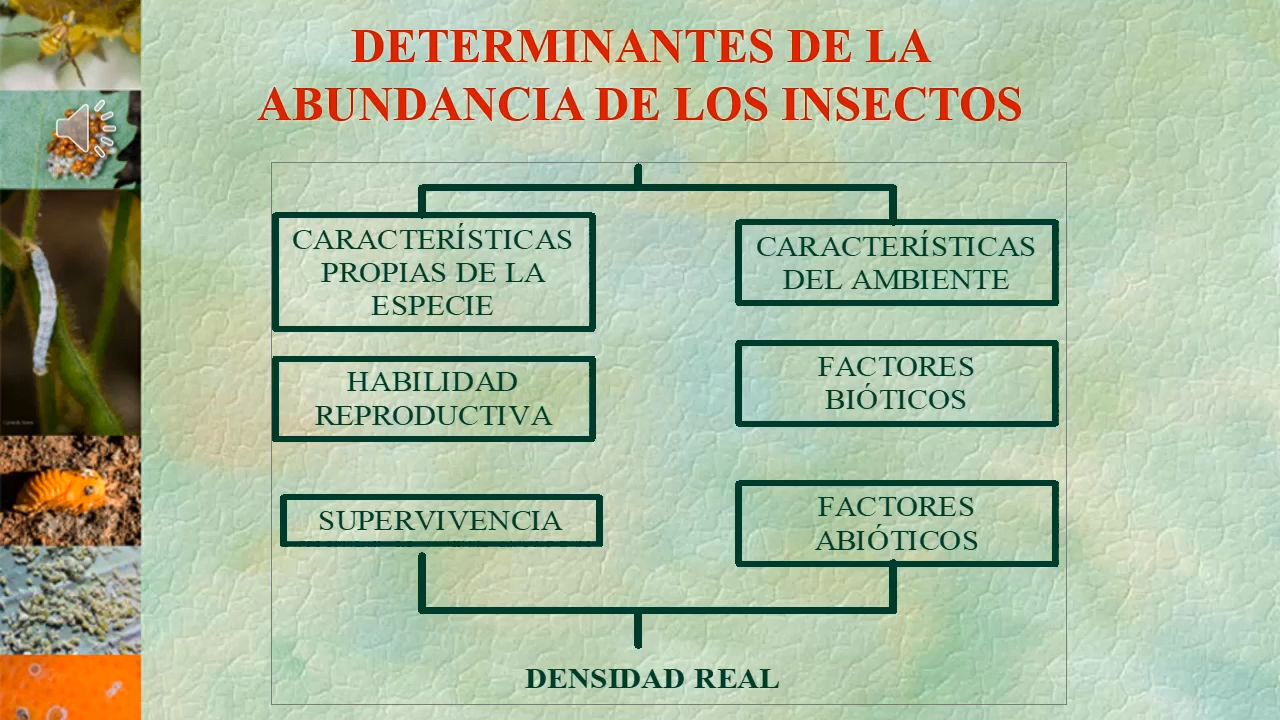 DETERMINANTES DE LA
ABUNDANCIA DE LOS INSECTOS
CARACTERÍSTICAS
PROPIAS DE LA
ESPECIE
HABILIDAD
REPRODUCTIVA
SUPERVIVENCIA
CARACTERÍSTICAS
DEL AMBIENTE
FACTORES
BIÓTICOS
FACTORES
ABIÓTICOS
DENSIDAD REAL